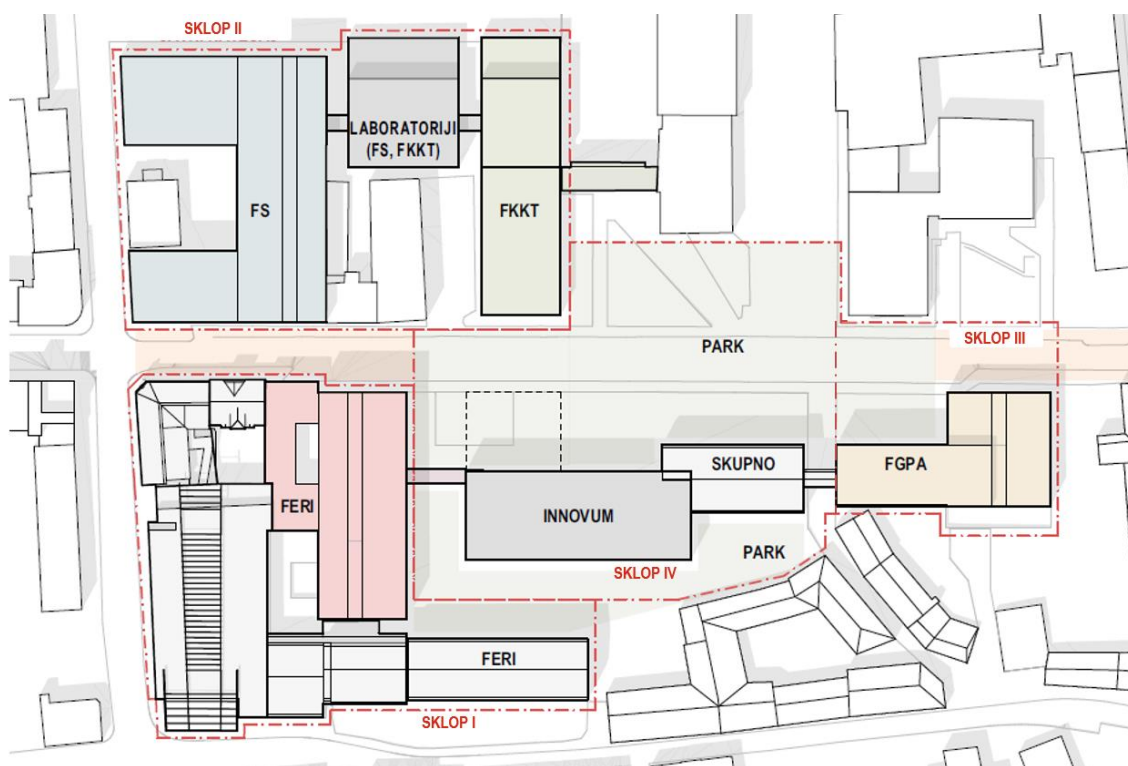 SKLOP II
LABORATORIJI
(FS, FKKT)
FS
FKKT
PARK
SKLOP III
SKUPNO
FGPA
FERI
INNOVUM
PARK
SKLOP IV
FERI
SKLOP I